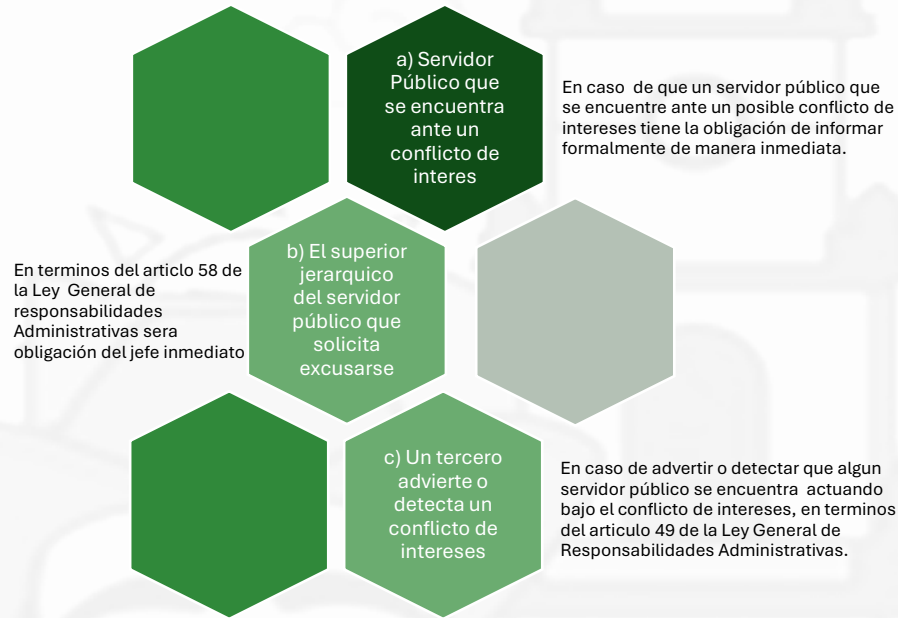 a) Servidor
Público que
se encuentra
ante un
conflicto de
interes
En caso de que un servidor público que
se encuentre ante un posible conflicto de
intereses tiene la obligación de informar
formalmente de manera inmediata.
En terminos del articlo 58 de
la Ley General de
responsabilidades
Administrativas sera
obligación del jefe inmediato
b) El superior
jerarquico
del servidor
público que
solicita
excusarse
c) Un tercero
advierte o
detecta un
conflicto de
intereses
En caso de advertir o detectar que algun
servidor público se encuentra actuando
bajo el conflicto de intereses, en terminos
del articulo 49 de la Ley General de
Responsabilidades Administrativas.